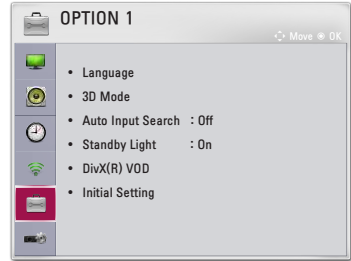 OPTION 1
Move OK
• Language
• 3D Mode
• Auto Input Search : Off
• Standby Light : On
• DivX(R) VOD
• Initial Setting